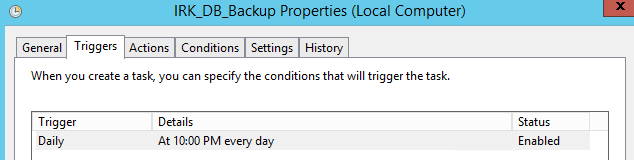 IRK_DB_Backup Properties (Local Computer)
x
General Triggers Actions Conditions Settings History
When you create a task, you can specify the conditions that will trigger the task.
Trigger Details Status
Daily At 10:00 PM every day Enabled